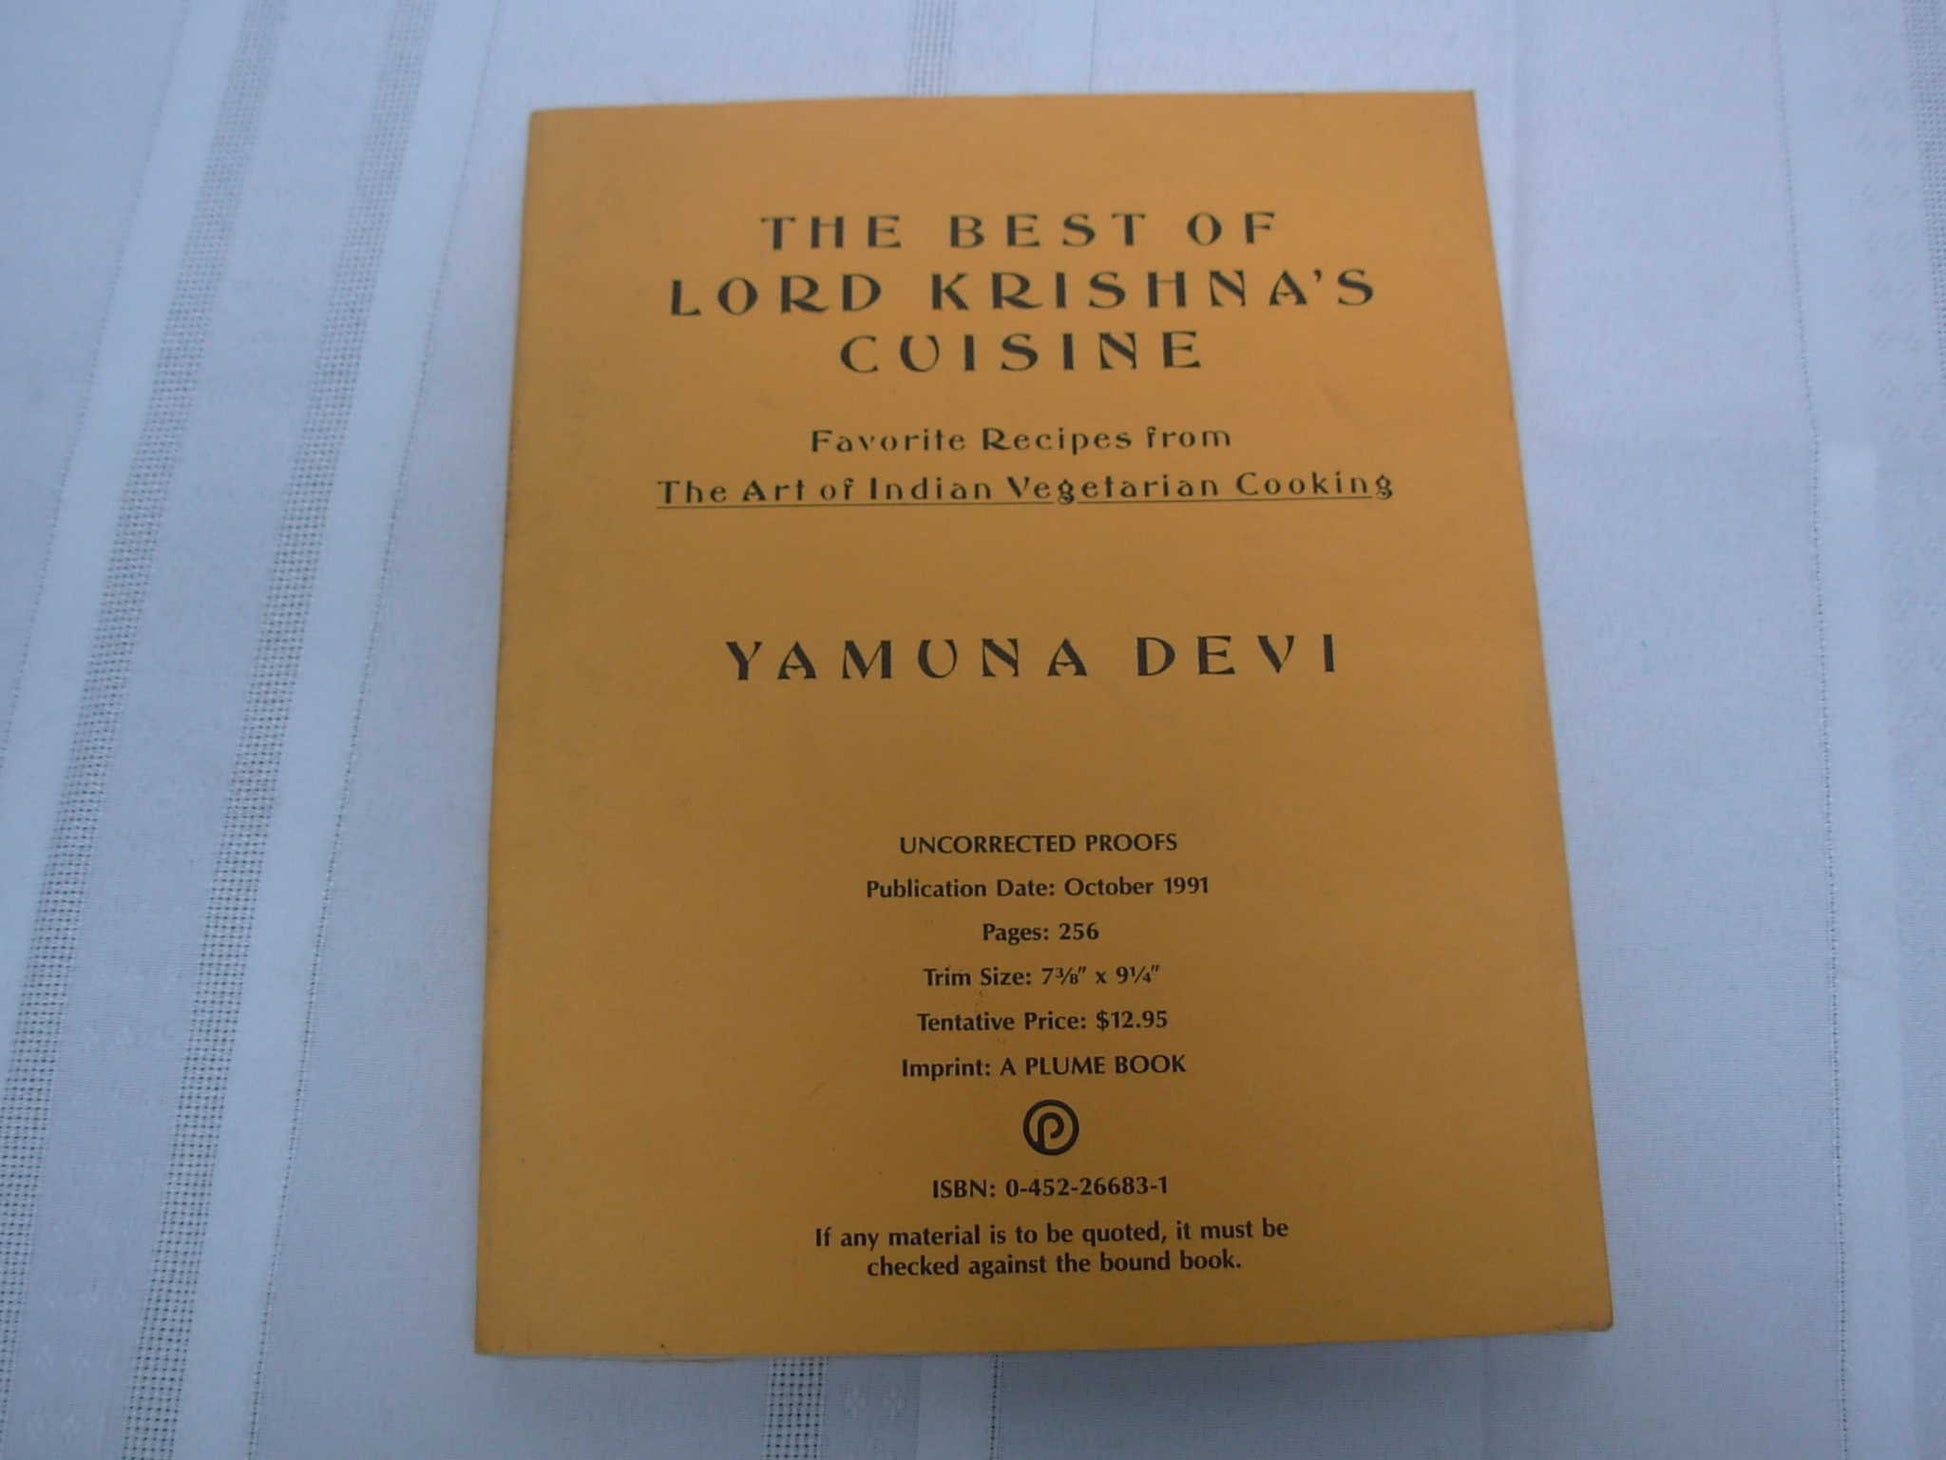 THE BEST OF
LORD KRISHNA'S
CUISINE
Favorite Recipes from
The Art of Indian Vegetarian Cooking
YAMUNA DEVI
UNCORRECTED PROOFS
Publication Date: October 1991
Pages: 256
Trim Size: 7⅜" x 9¼"
Tentative Price: $12.95
Imprint: A PLUME BOOK
P
ISBN: 0-452-26683-1
If any material is to be quoted, it must be
checked against the bound book.